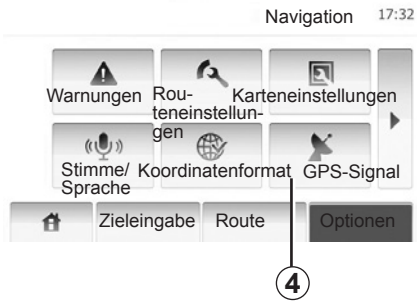 Navigation 17:32
Warnungen
Rou-
teneinstellun-
gen
Karteneinstellungen
Stimme/
Sprache
Koordinatenformat
GPS-Signal
Zieleingabe
Route
Optionen
4